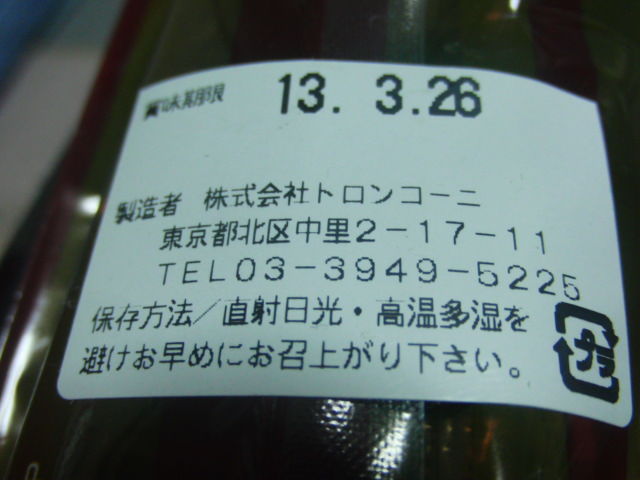 賞味期限 13. 3.26
製造者 株式会社トロンコーニ
東京都北区中里2-17-11
TEL03-3949-5225
保存方法/直射日光・高温多湿を
避けお早めにお召上がり下さい。
プラ